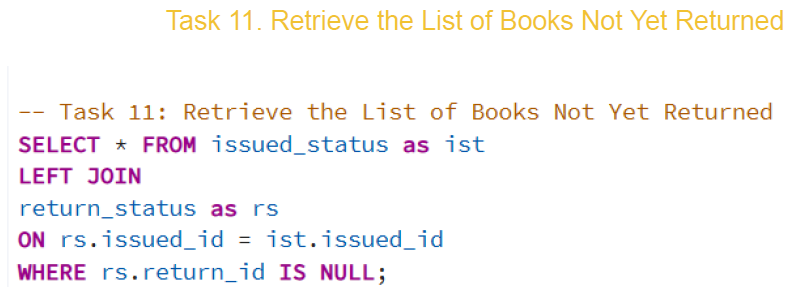 Task 11. Retrieve the List of Books Not Yet Returned
-- Task 11: Retrieve the List of Books Not Yet Returned
SELECT * FROM issued_status as ist
LEFT JOIN
return_status as rs
ON rs.issued_id = ist.issued_id
WHERE rs.return_id IS NULL;